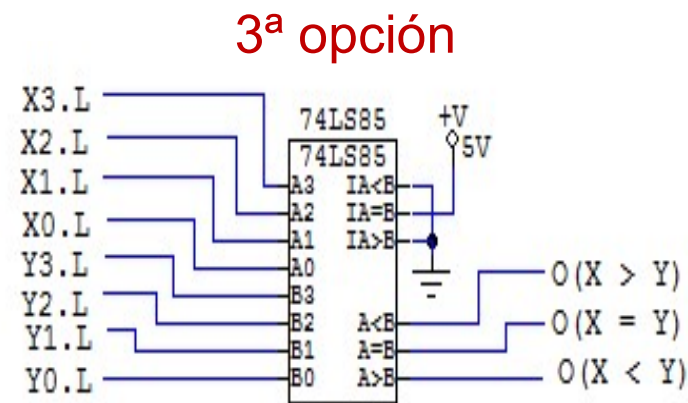 3ª opción
X3.L
X2.L
X1.L
X0.L
Y3.L
Y2.L
Y1.L
Y0.L
74LS85
74LS85
+V
5V
A3 IA<B
A2 IA=B
A1 IA>B
A0
B3
B2 A<B
B1 A=B
B0 A>B
O(X > Y)
O(X = Y)
O(X < Y)